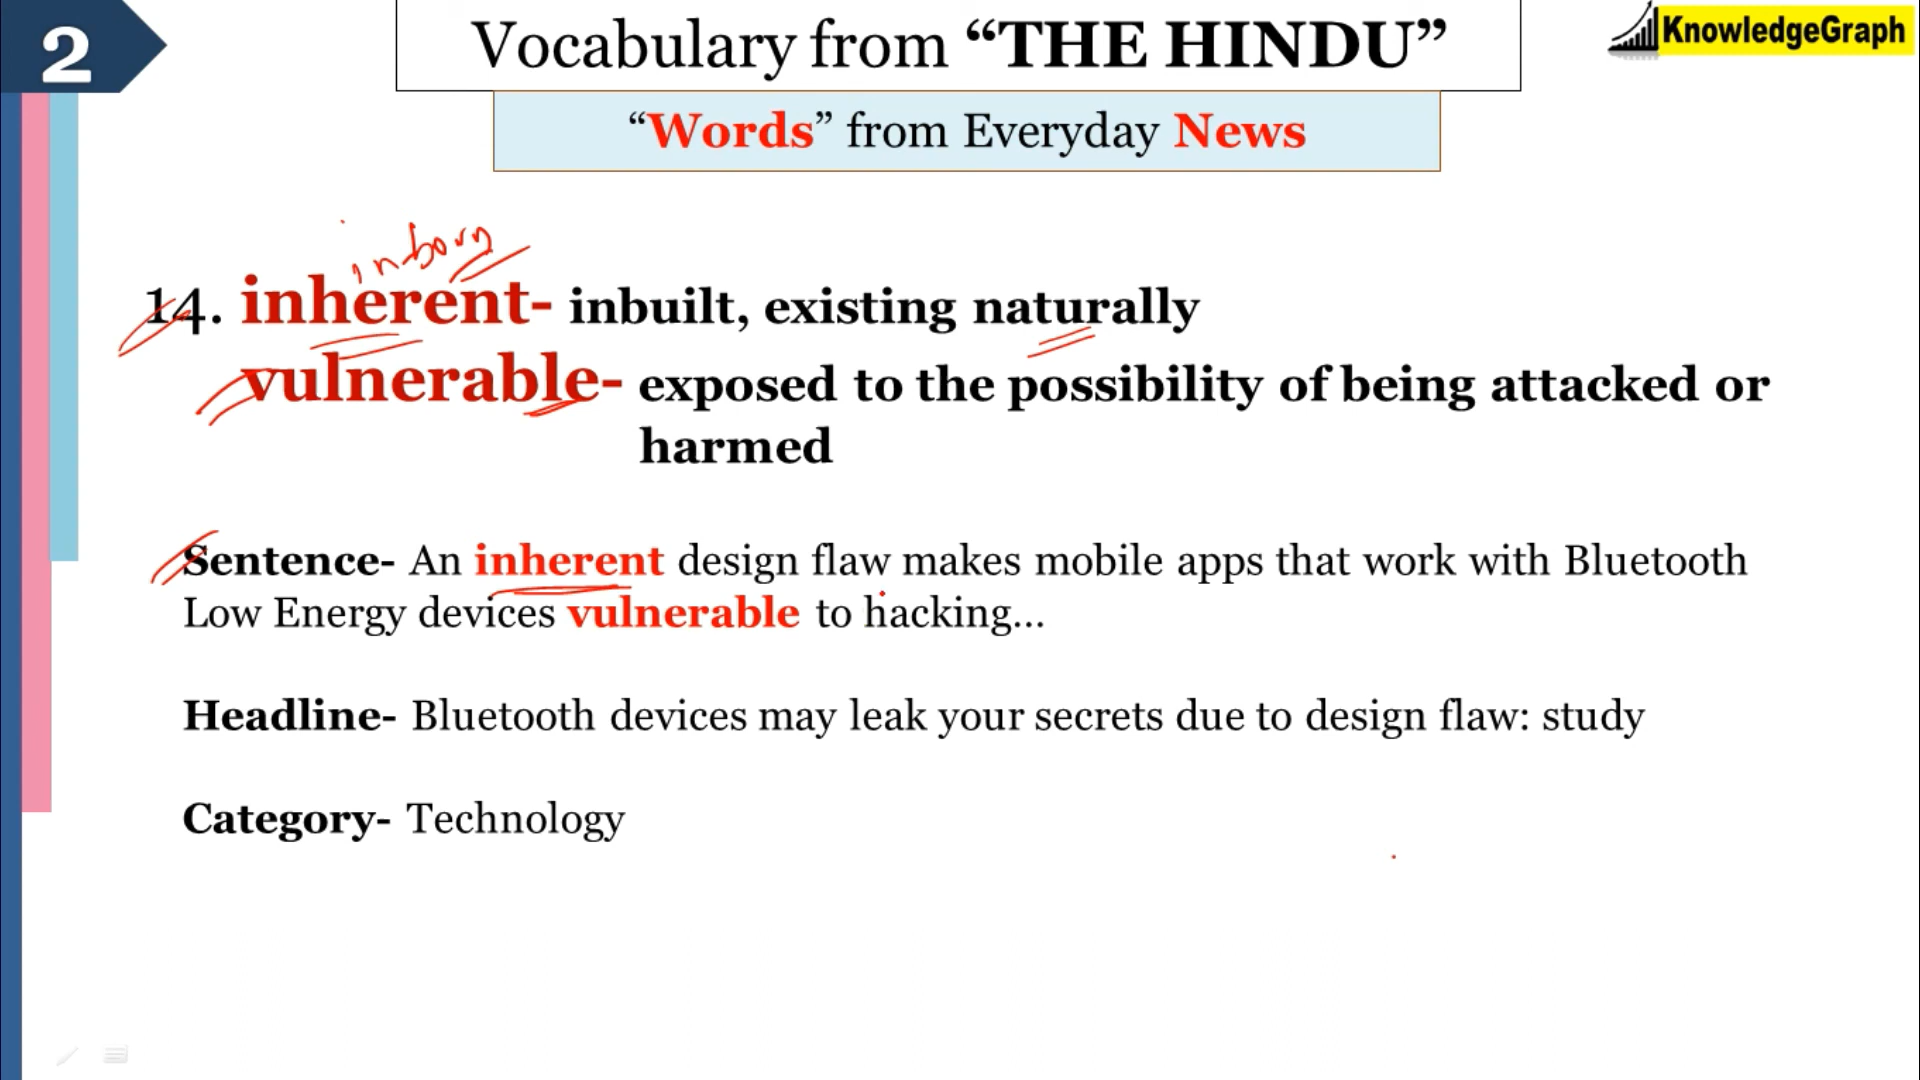 2
Vocabulary from “THE HINDU”
KnowledgeGraph
“Words” from Everyday News
inborn
14. inherent- inbuilt, existing naturally
vulnerable- exposed to the possibility of being attacked or
harmed
Sentence- An inherent design flaw makes mobile apps that work with Bluetooth
Low Energy devices vulnerable to hacking...
Headline- Bluetooth devices may leak your secrets due to design flaw: study
Category- Technology